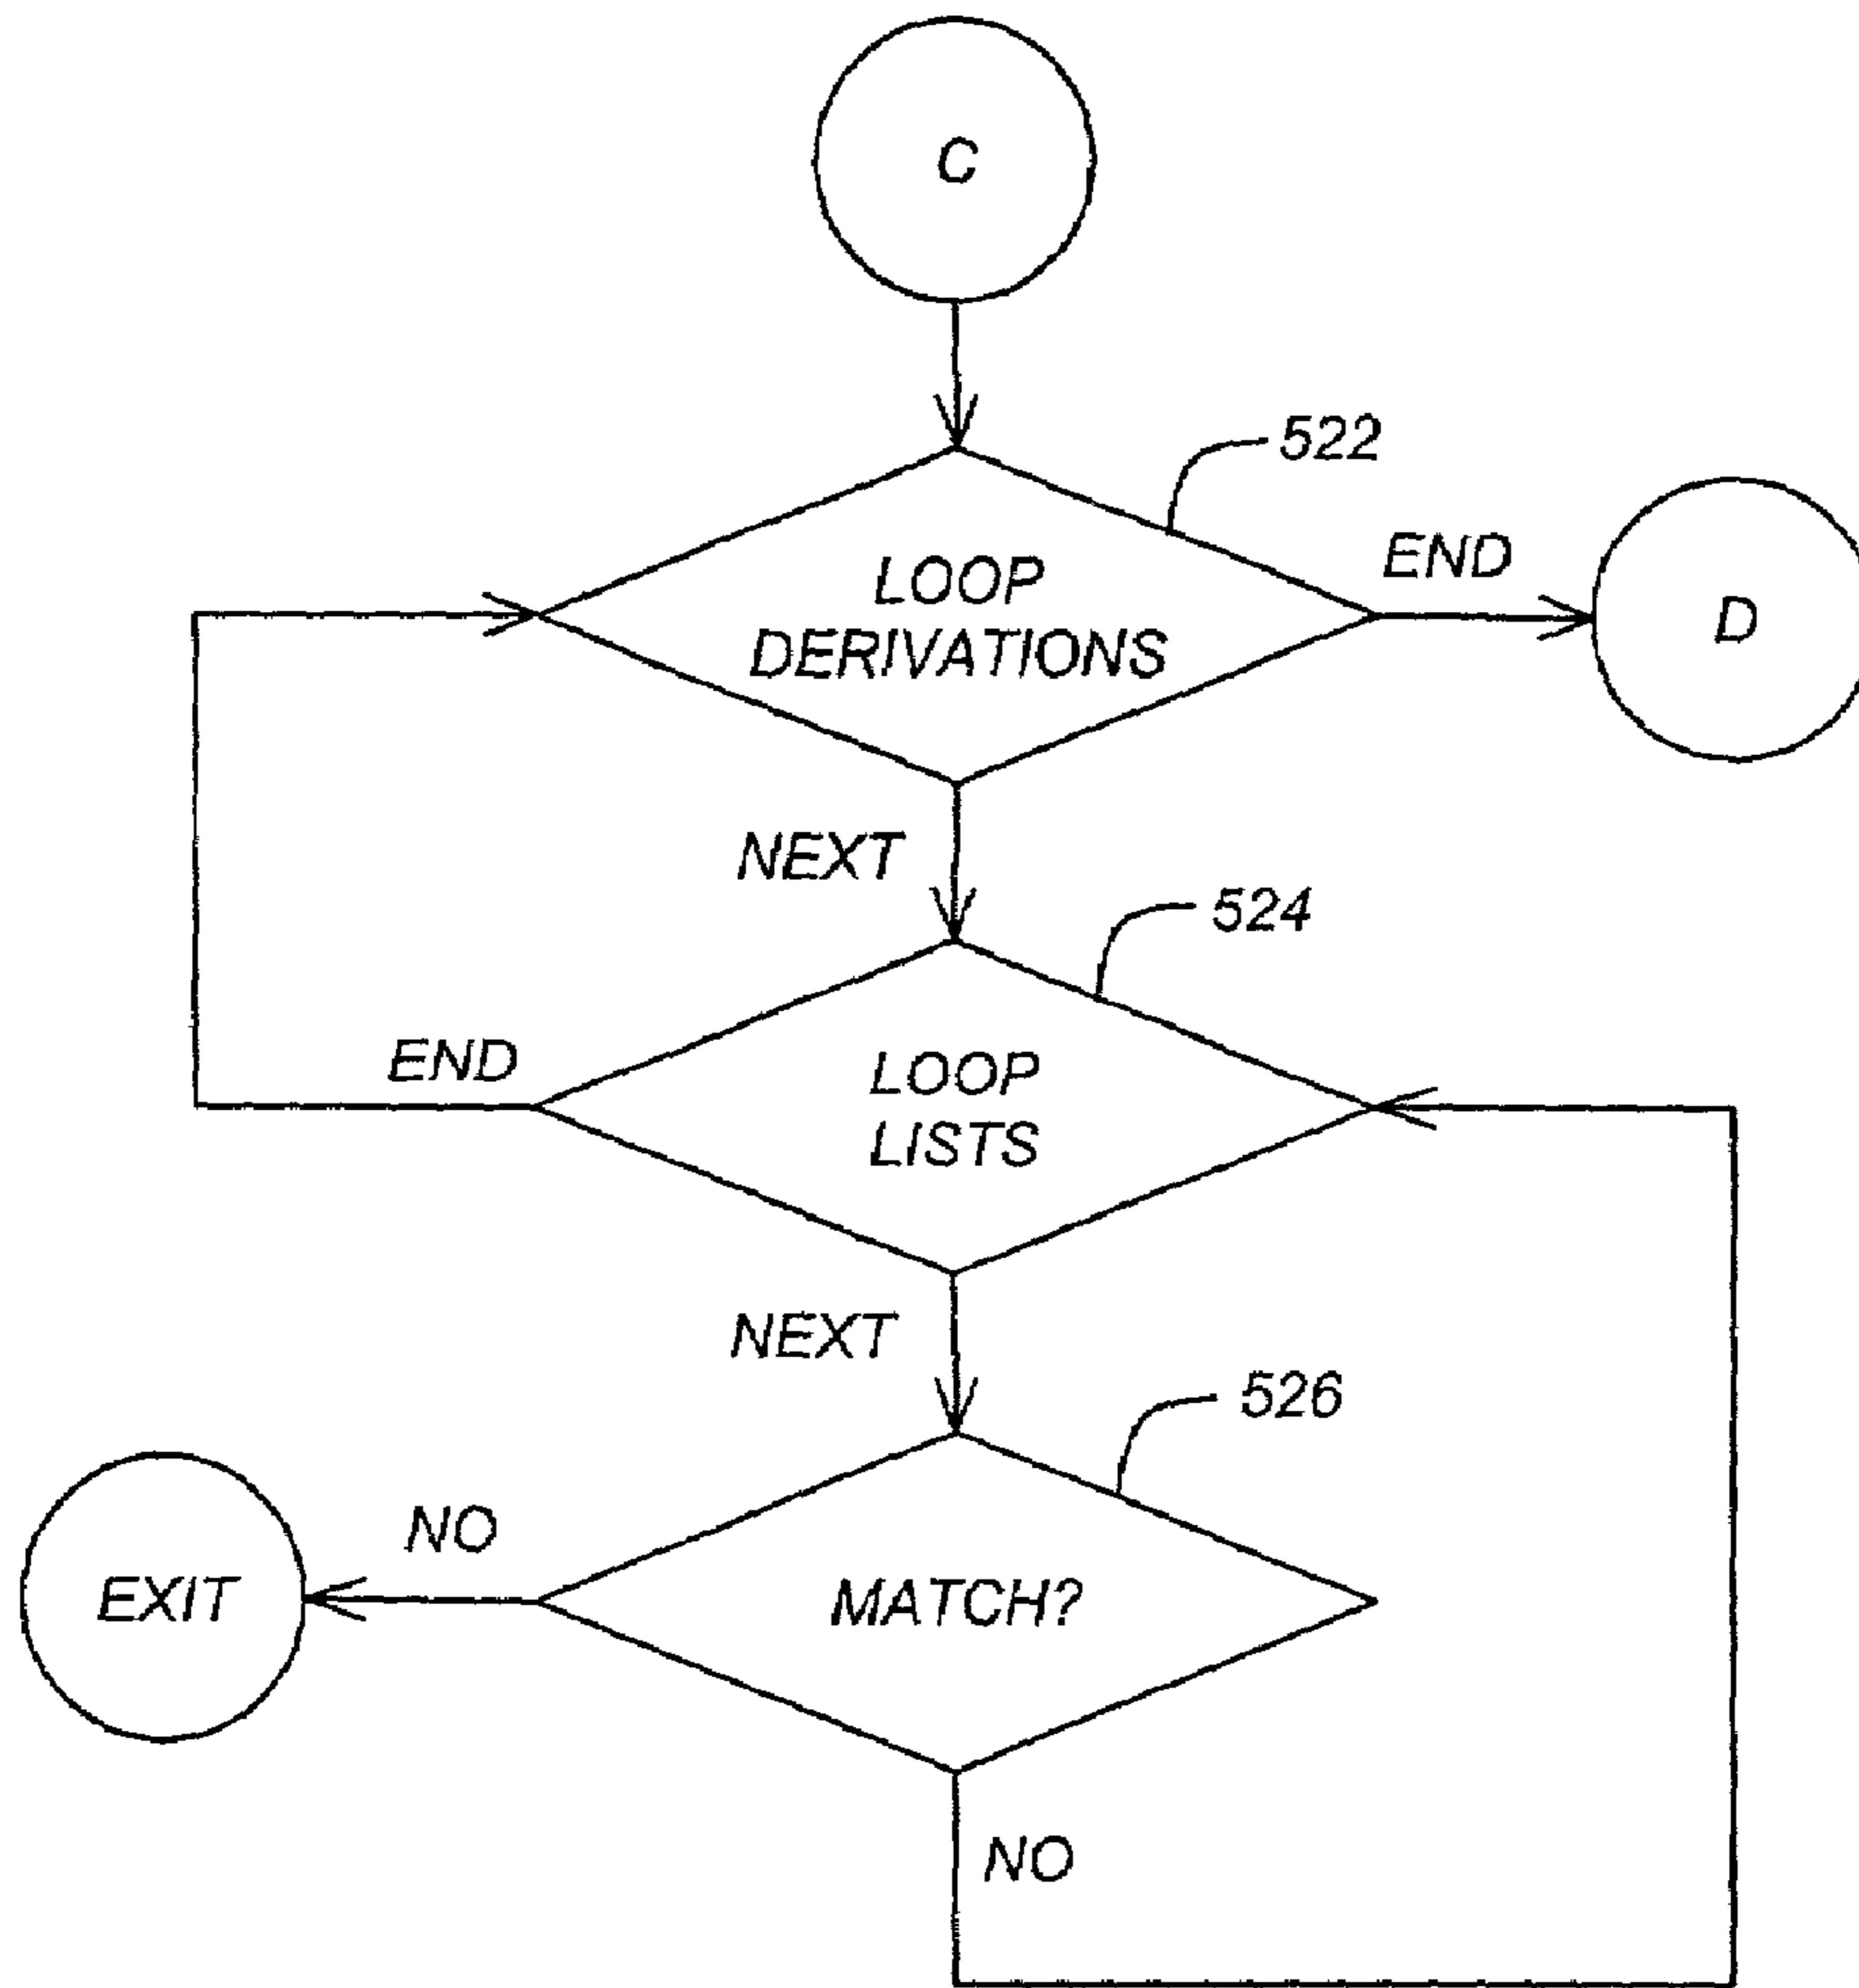 C
522
LOOP
DERIVATIONS
END
D
NEXT
524
END
LOOP
LISTS
NEXT
526
NO
EXIT
MATCH?
NO